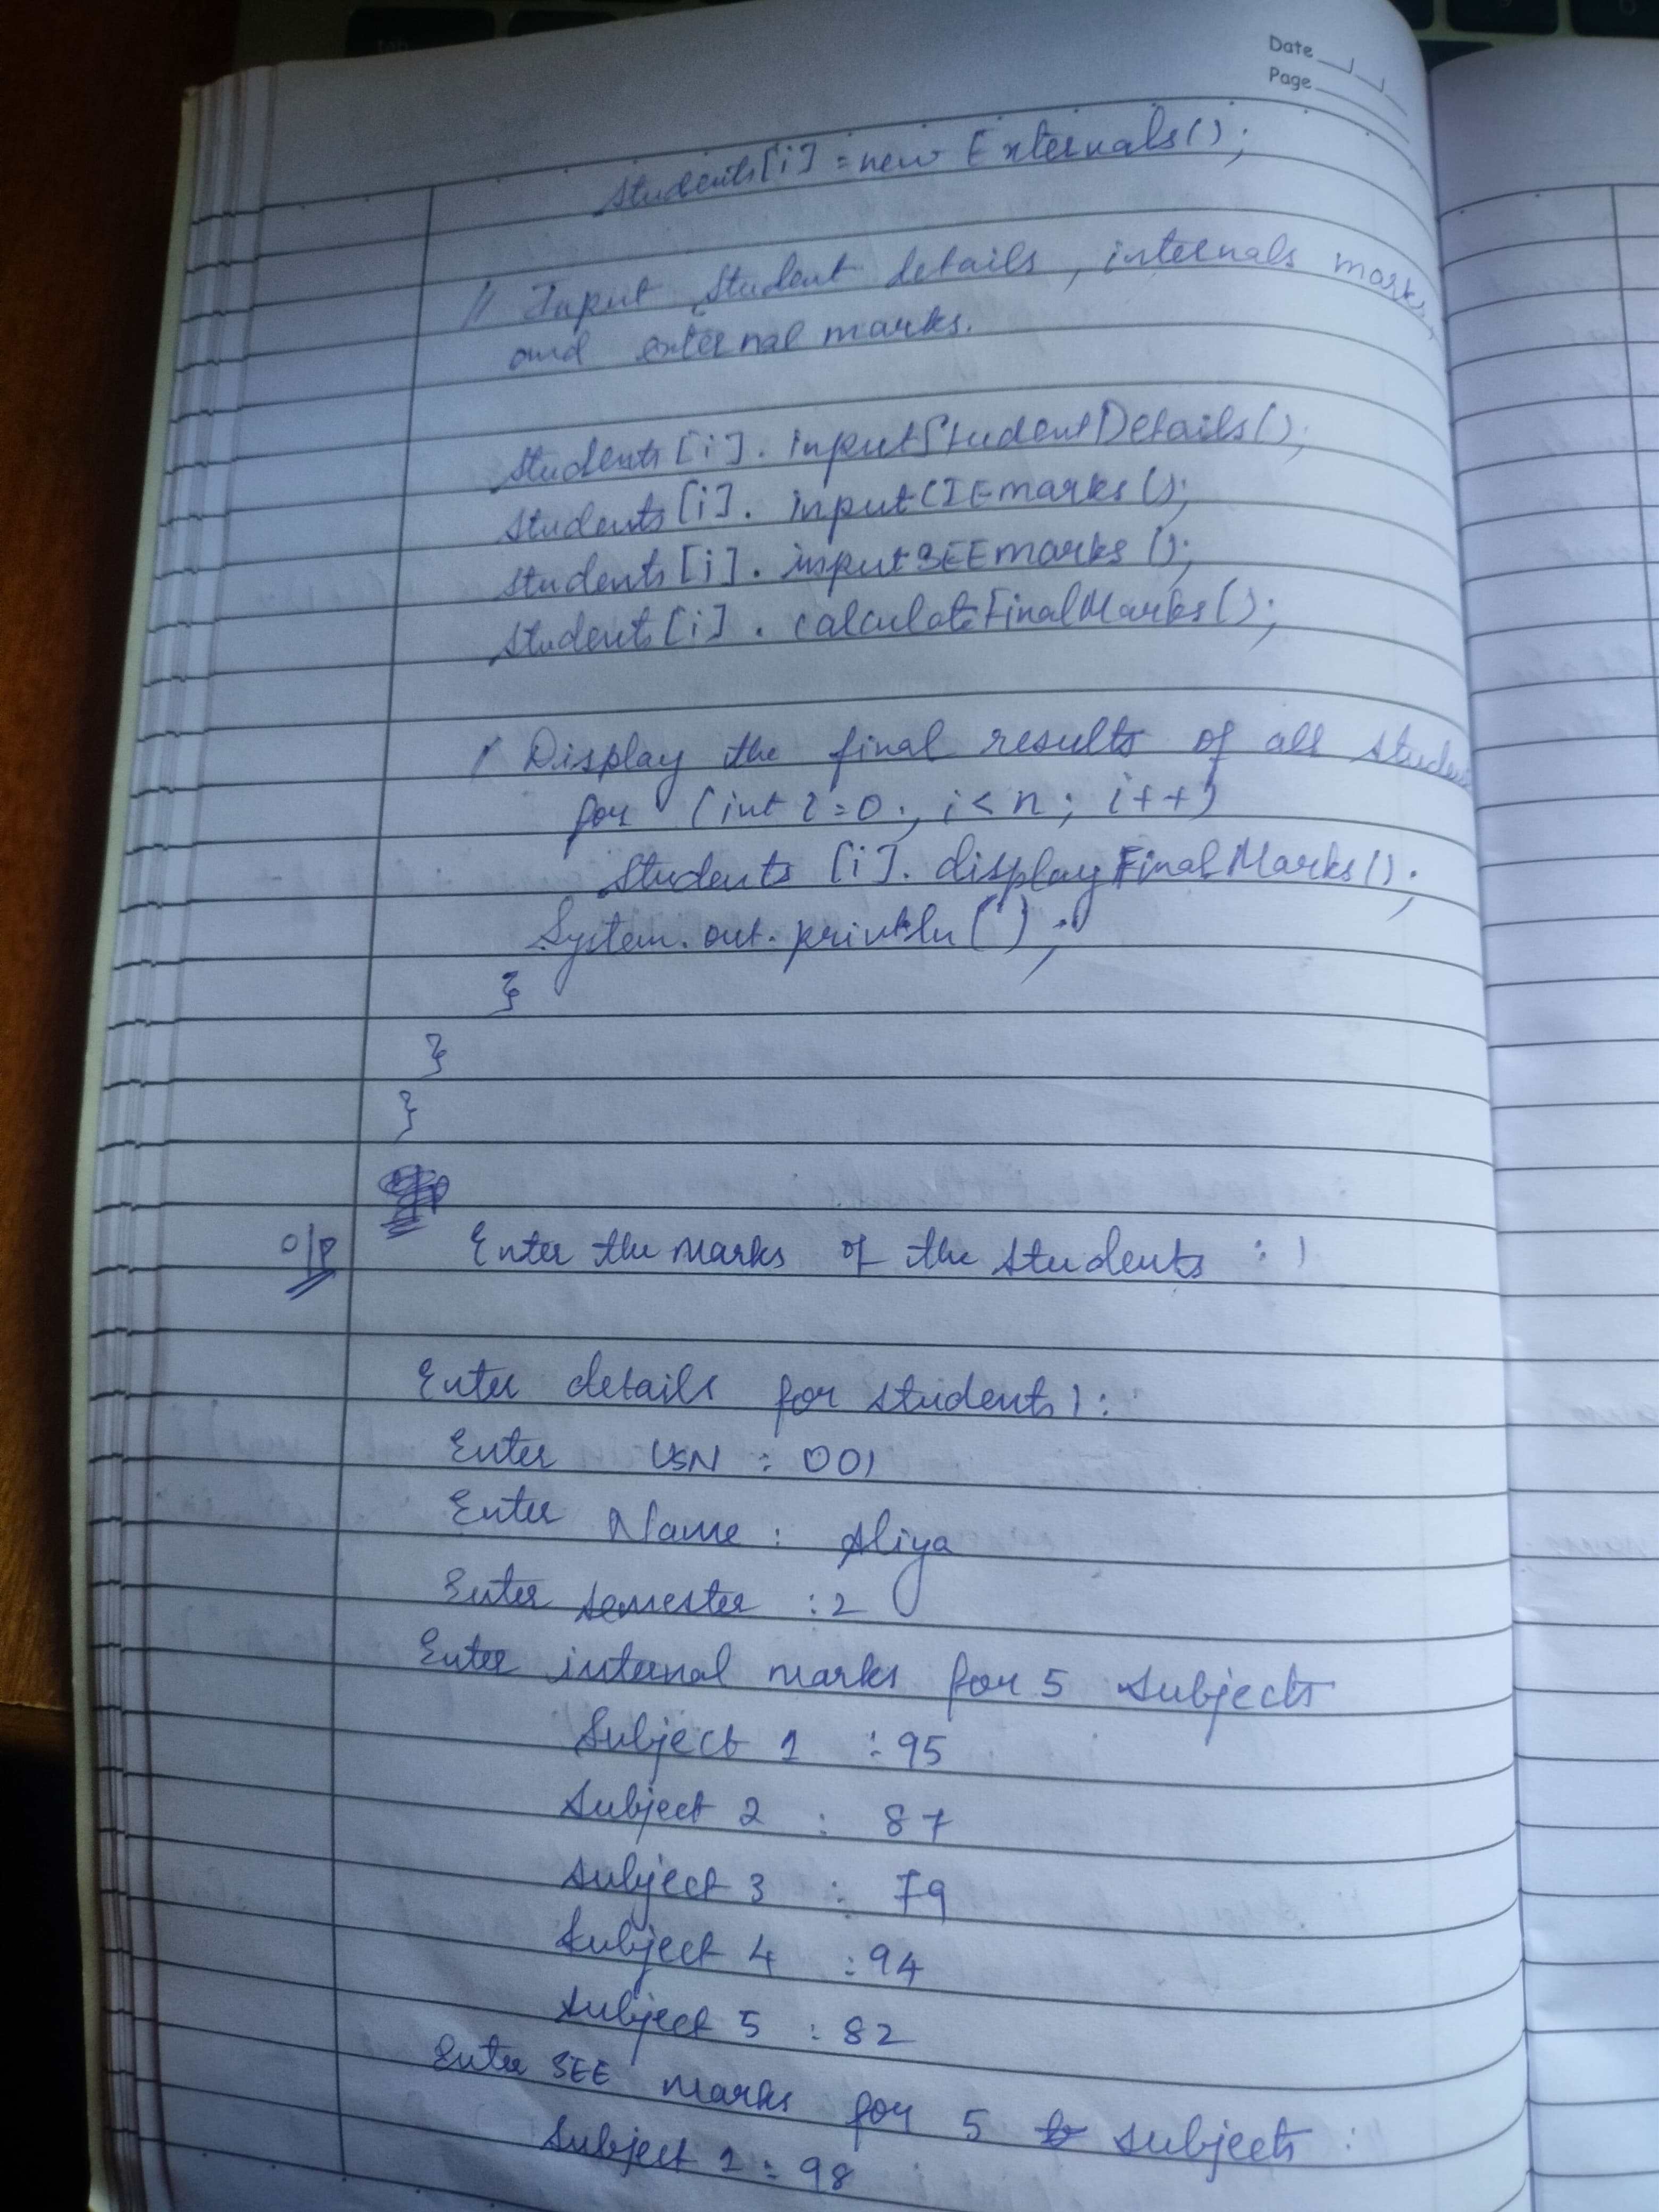 Date
Page
Students[i] = new Externals();
// Input Student details, internals marks,
and external marks.
Students [i]. inputStudentDetails();
Students [i]. inputCIEmarks ();
Students [i]. inputSEEmarks ();
Students [i]. calculateFinalMarks();
/ Display the final results of all
for (int i=0; i<n; i++)
Students [i]. displayFinalMarks();
System.out.println("");
}
}
}
O/P
Enter the marks of the Students : 1
Enter details for students 1:
Enter USN : 001
Enter Name : Aliya
Enter semester : 2
Enter internal marks for 5 subjects
Subject 1 : 95
Subject 2 : 87
Subject 3 : 79
Subject 4 : 94
Subject 5 : 82
Enter SEE marks for 5 subjects :
Subject 1 : 98